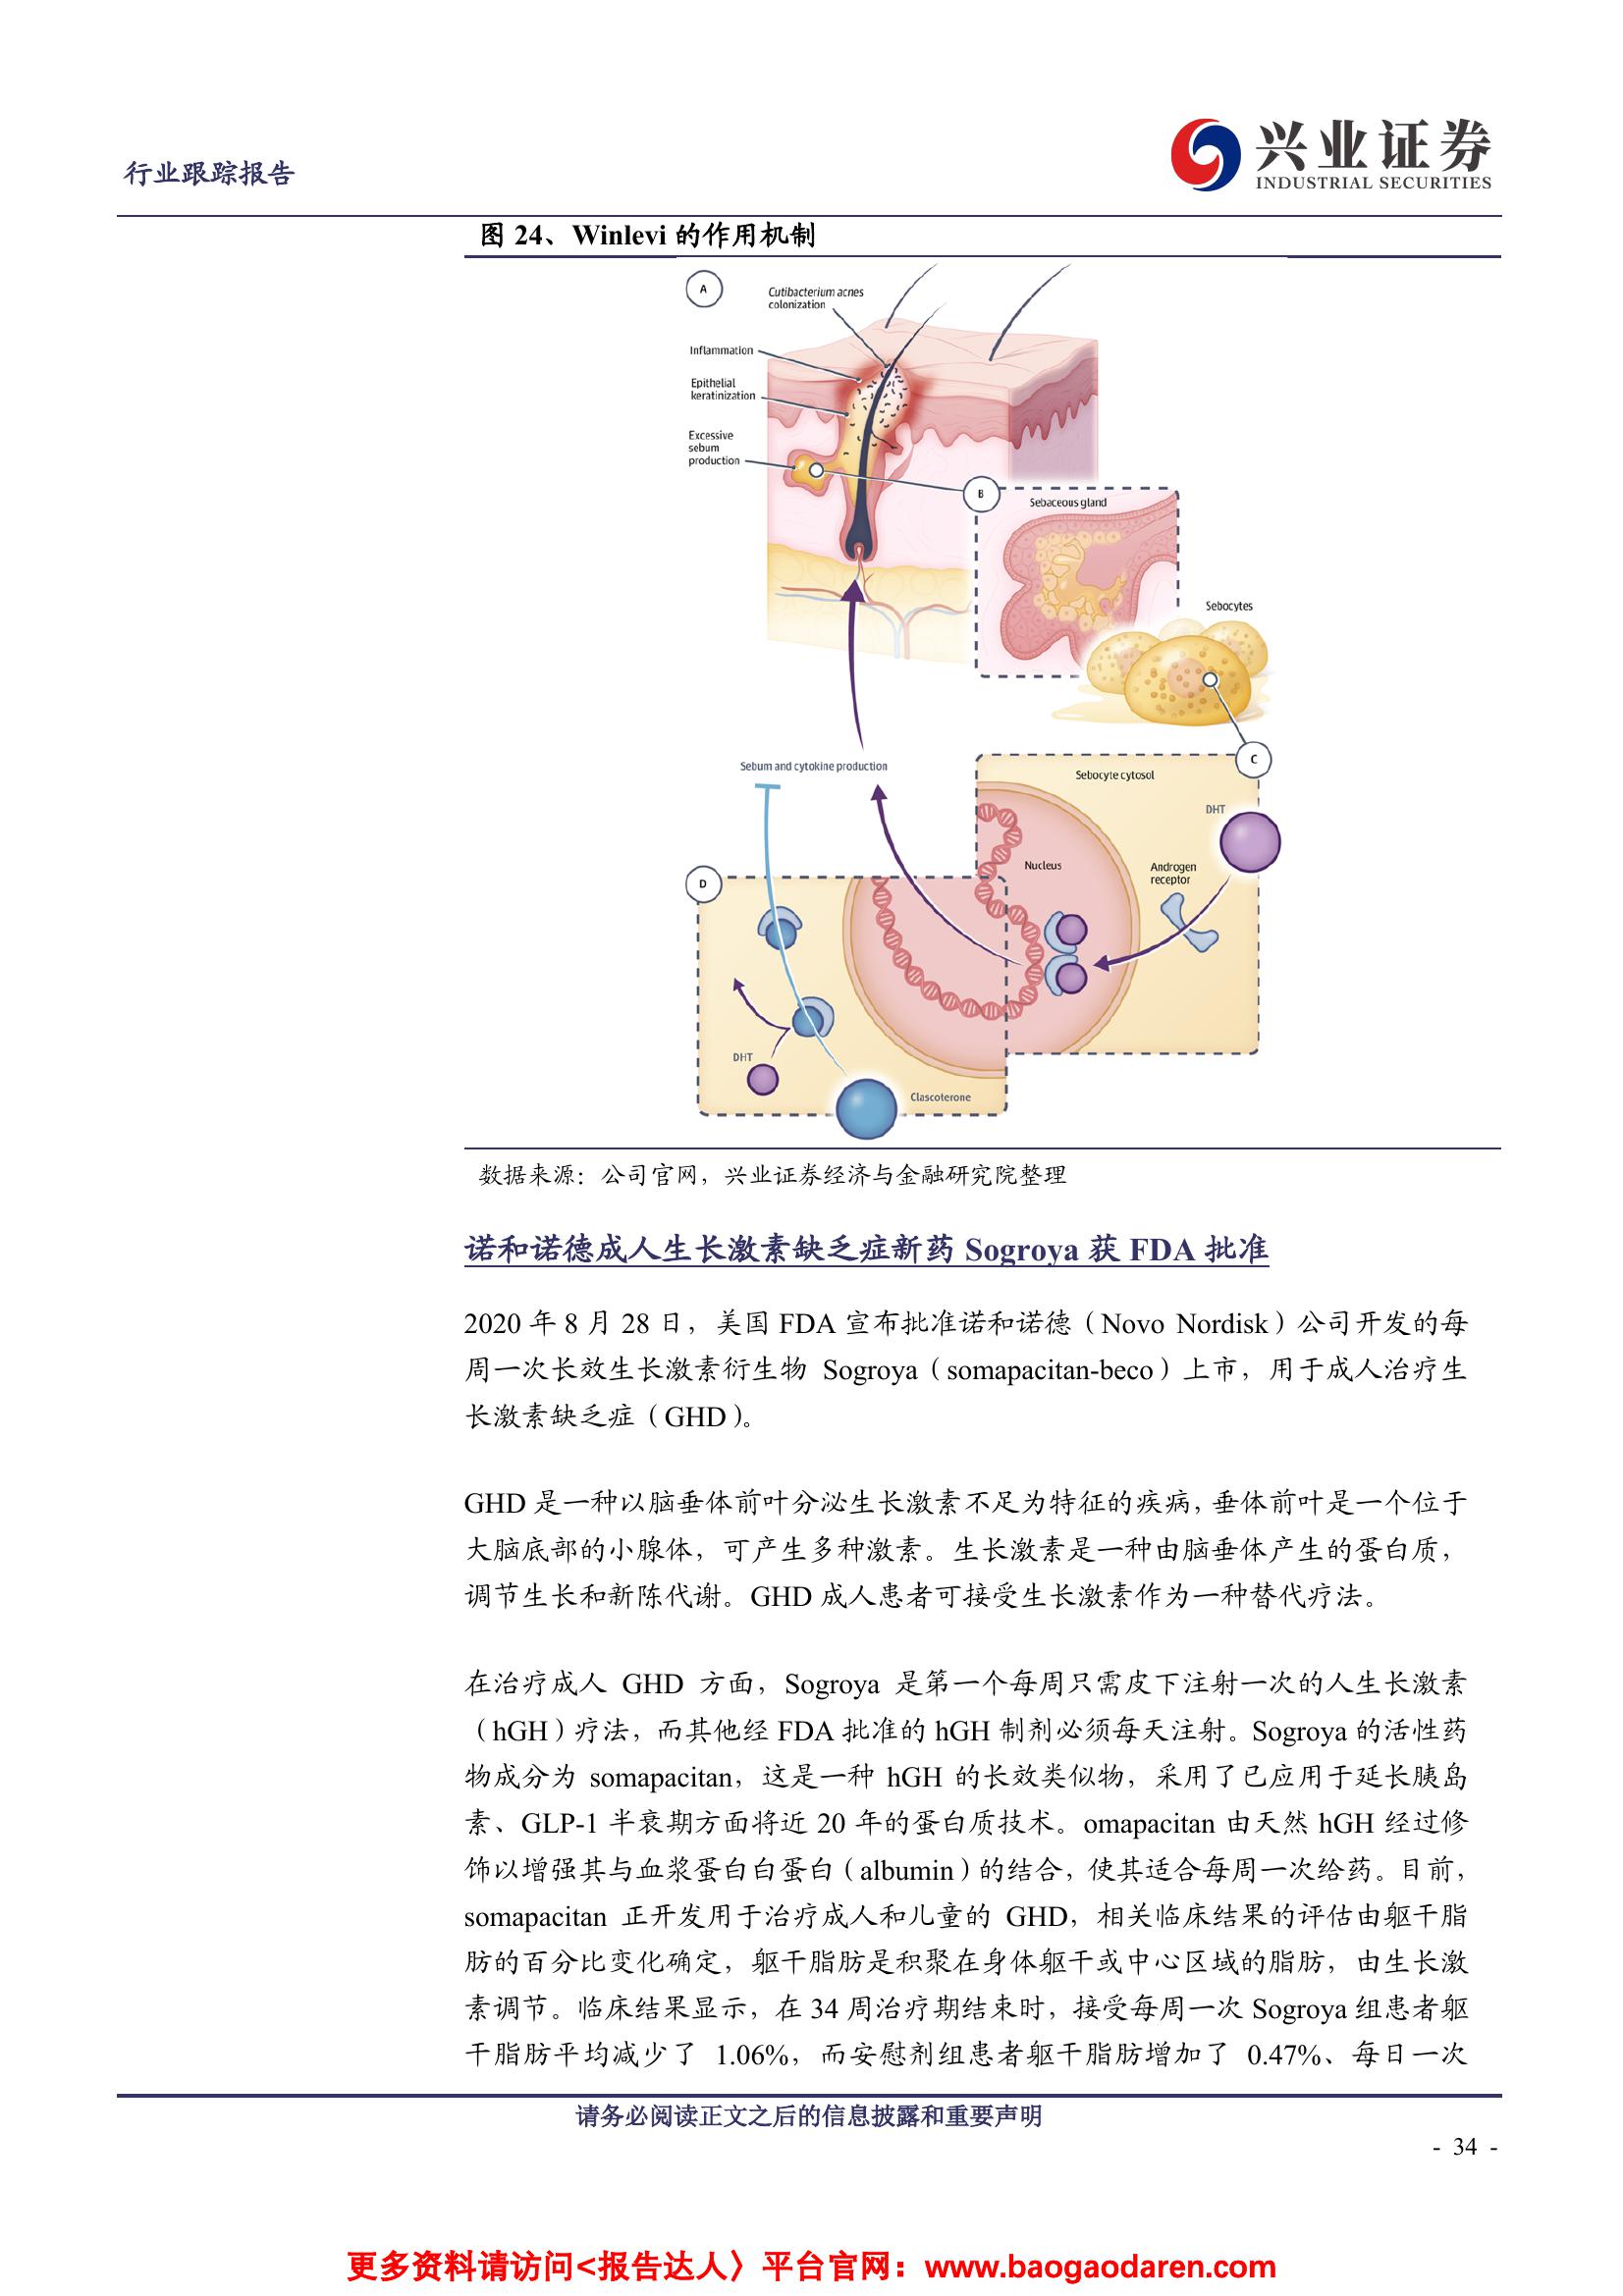 行业跟踪报告
兴业证券
INDUSTRIAL SECURITIES
图 24、Winlevi 的作用机制
A
Cutibacterium acnes
colonization
Inflammation
Epithelial
keratinization
Excessive
sebum
production
B
Sebaceous gland
Sebocytes
Sebum and cytokine production
C
Sebocyte cytosol
DHT
Nucleus
Androgen
receptor
D
DHT
Clascoterone
数据来源：公司官网，兴业证券经济与金融研究院整理
诺和诺德成人生长激素缺乏症新药 Sogroya 获 FDA 批准
2020 年 8 月 28 日，美国 FDA 宣布批准诺和诺德（Novo Nordisk）公司开发的每
周一次长效生长激素衍生物 Sogroya（somapacitan-beco）上市，用于成人治疗生
长激素缺乏症（GHD）。
GHD 是一种以脑垂体前叶分泌生长激素不足为特征的疾病，垂体前叶是一个位于
大脑底部的小腺体，可产生多种激素。生长激素是一种由脑垂体产生的蛋白质，
调节生长和新陈代谢。GHD 成人患者可接受生长激素作为一种替代疗法。
在治疗成人 GHD 方面，Sogroya 是第一个每周只需皮下注射一次的人生长激素
（hGH）疗法，而其他经 FDA 批准的 hGH 制剂必须每天注射。Sogroya 的活性药
物成分为 somapacitan，这是一种 hGH 的长效类似物，采用了已应用于延长胰岛
素、GLP-1 半衰期方面将近 20 年的蛋白质技术。omapacitan 由天然 hGH 经过修
饰以增强其与血浆蛋白白蛋白（albumin）的结合，使其适合每周一次给药。目前，
somapacitan 正开发用于治疗成人和儿童的 GHD，相关临床结果的评估由躯干脂
肪的百分比变化确定，躯干脂肪是积聚在身体躯干或中心区域的脂肪，由生长激
素调节。临床结果显示，在 34 周治疗期结束时，接受每周一次 Sogroya 组患者躯
干脂肪平均减少了 1.06%，而安慰剂组患者躯干脂肪增加了 0.47%、每日一次
请务必阅读正文之后的信息披露和重要声明
- 34 -
更多资料请访问<报告达人〉平台官网：www.baogaodaren.com